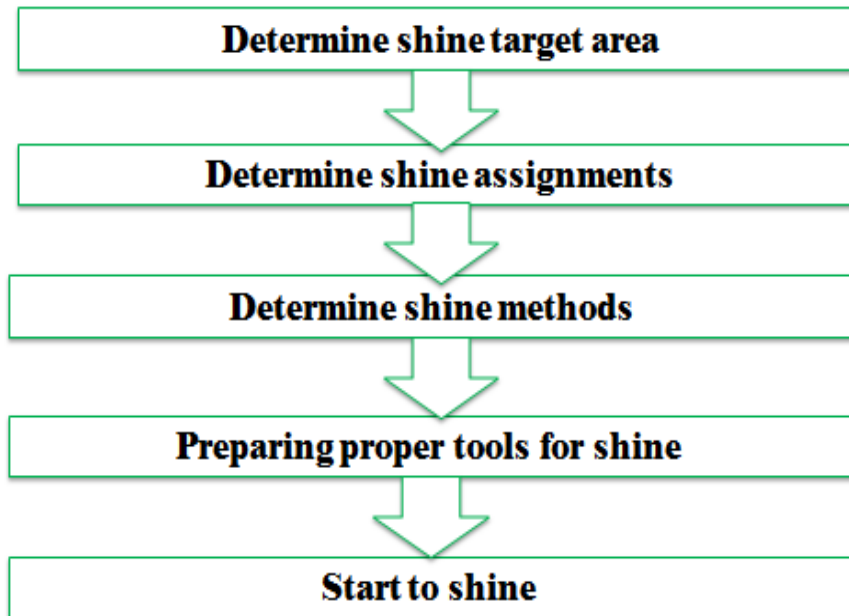 Determine shine target area
Determine shine assignments
Determine shine methods
Preparing proper tools for shine
Start to shine